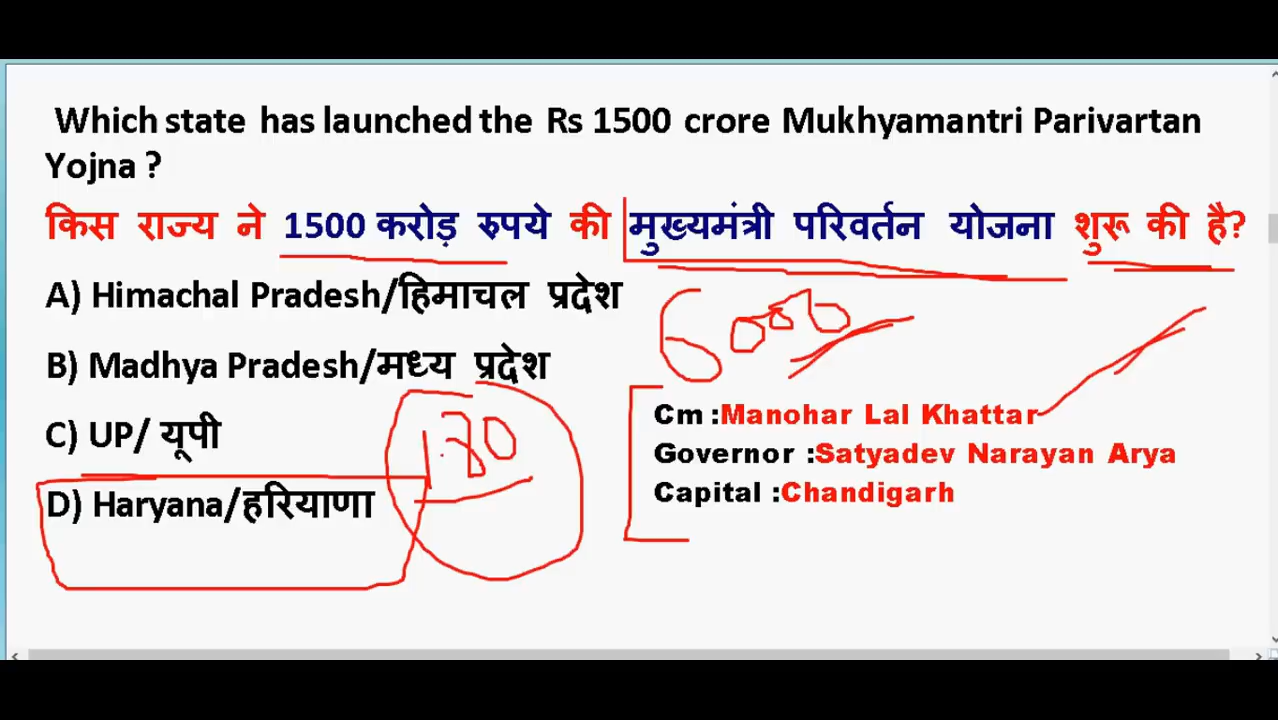 Which state has launched the Rs 1500 crore Mukhyamantri Parivartan
Yojna ?
किस राज्य ने 1500 करोड़ रुपये की मुख्यमंत्री परिवर्तन योजना शुरू की है?
A) Himachal Pradesh/हिमाचल प्रदेश
6000
B) Madhya Pradesh/मध्य प्रदेश
Cm :Manohar Lal Khattar
C) UP/ यूपी
130
Governor :Satyadev Narayan Arya
Capital :Chandigarh
D) Haryana/हरियाणा